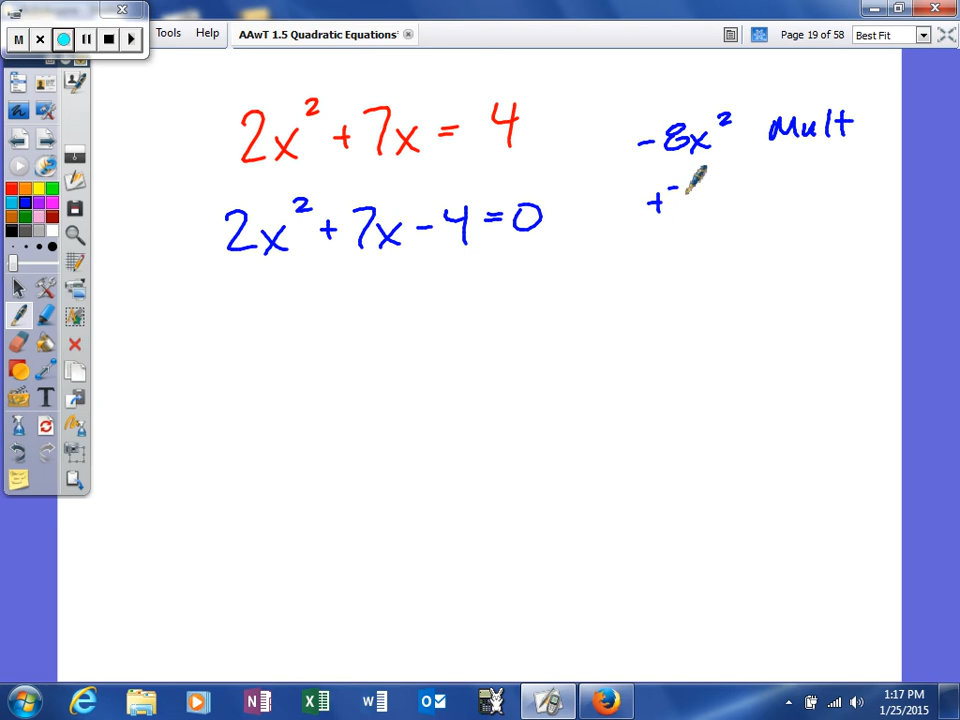 Tools Help AAwT 1.5 Quadratic Equations' Page 19 of 58 Best Fit
M
2x² + 7x = 4
-8x² Mult
+7
2x² + 7x - 4 = 0
T
1:17 PM
1/25/2015